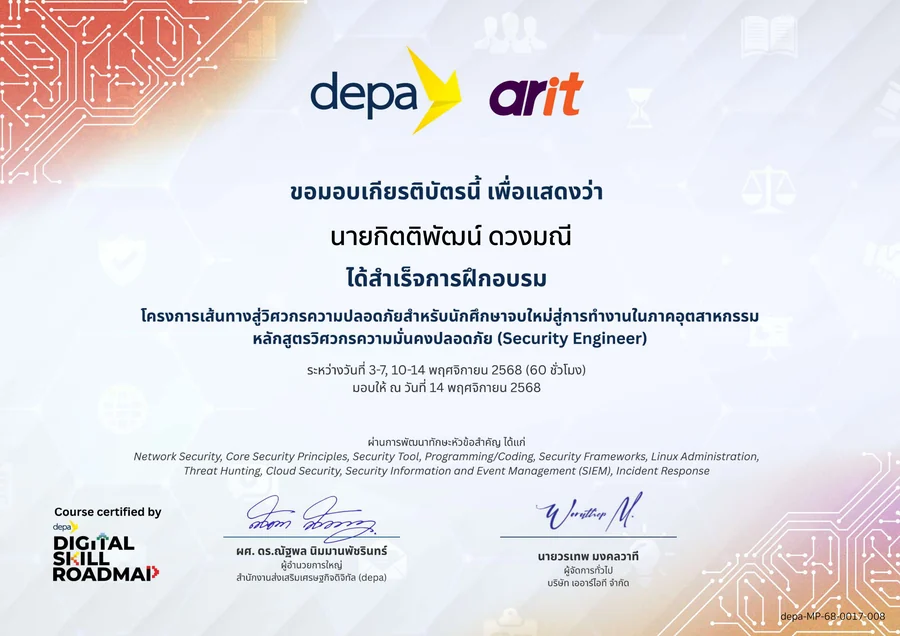 depa arit
ขอมอบเกียรติบัตรนี้ เพื่อแสดงว่า
นายกิตติพัฒน์ ดวงมณี
ได้สำเร็จการฝึกอบรม
โครงการเส้นทางสู่วิศวกรความปลอดภัยสำหรับนักศึกษาจบใหม่สู่การทำงานในภาคอุตสาหกรรม
หลักสูตรวิศวกรความมั่นคงปลอดภัย (Security Engineer)
ระหว่างวันที่ 3-7, 10-14 พฤศจิกายน 2568 (60 ชั่วโมง)
มอบให้ ณ วันที่ 14 พฤศจิกายน 2568
ผ่านการพัฒนาทักษะหัวข้อสำคัญ ได้แก่
Network Security, Core Security Principles, Security Tool, Programming/Coding, Security Frameworks, Linux Administration,
Threat Hunting, Cloud Security, Security Information and Event Management (SIEM), Incident Response
Course certified by
depa
DIGITAL
SKILL
ROADMAP
ผศ. ดร.ณัฐพล นิมมานพัชรินทร์
ผู้อำนวยการใหญ่
สำนักงานส่งเสริมเศรษฐกิจดิจิทัล (depa)
Worathep M.
นายวรเทพ มงคลวาที
ผู้จัดการทั่วไป
บริษัท เออาร์ไอที จำกัด
depa-MP-68-0017-008